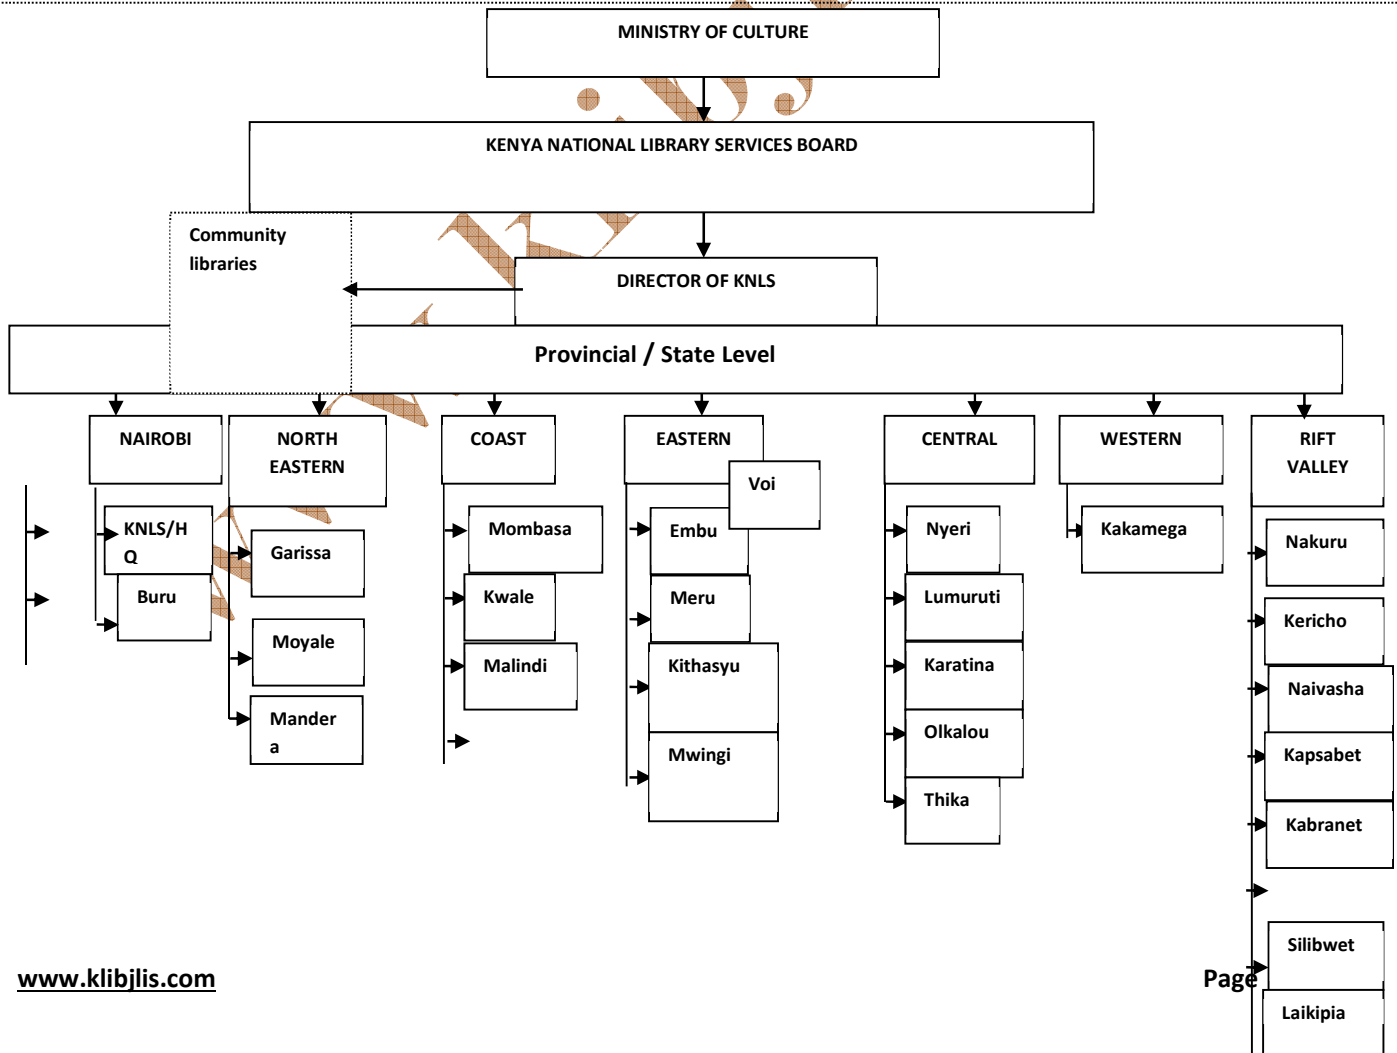 MINISTRY OF CULTURE
KENYA NATIONAL LIBRARY SERVICES BOARD
Community
libraries
DIRECTOR OF KNLS
Provincial / State Level
NAIROBI
NORTH
EASTERN
COAST
EASTERN
CENTRAL
WESTERN
RIFT
VALLEY
KNLS/H
Q
Buru
Garissa
Moyale
Mander
a
Mombasa
Kwale
Malindi
Voi
Embu
Meru
Kithasyu
Mwingi
Nyeri
Lumuruti
Karatina
Olkalou
Thika
Kakamega
Nakuru
Kericho
Naivasha
Kapsabet
Kabranet
Silibwet
Laikipia
www.klibjlis.com
Page